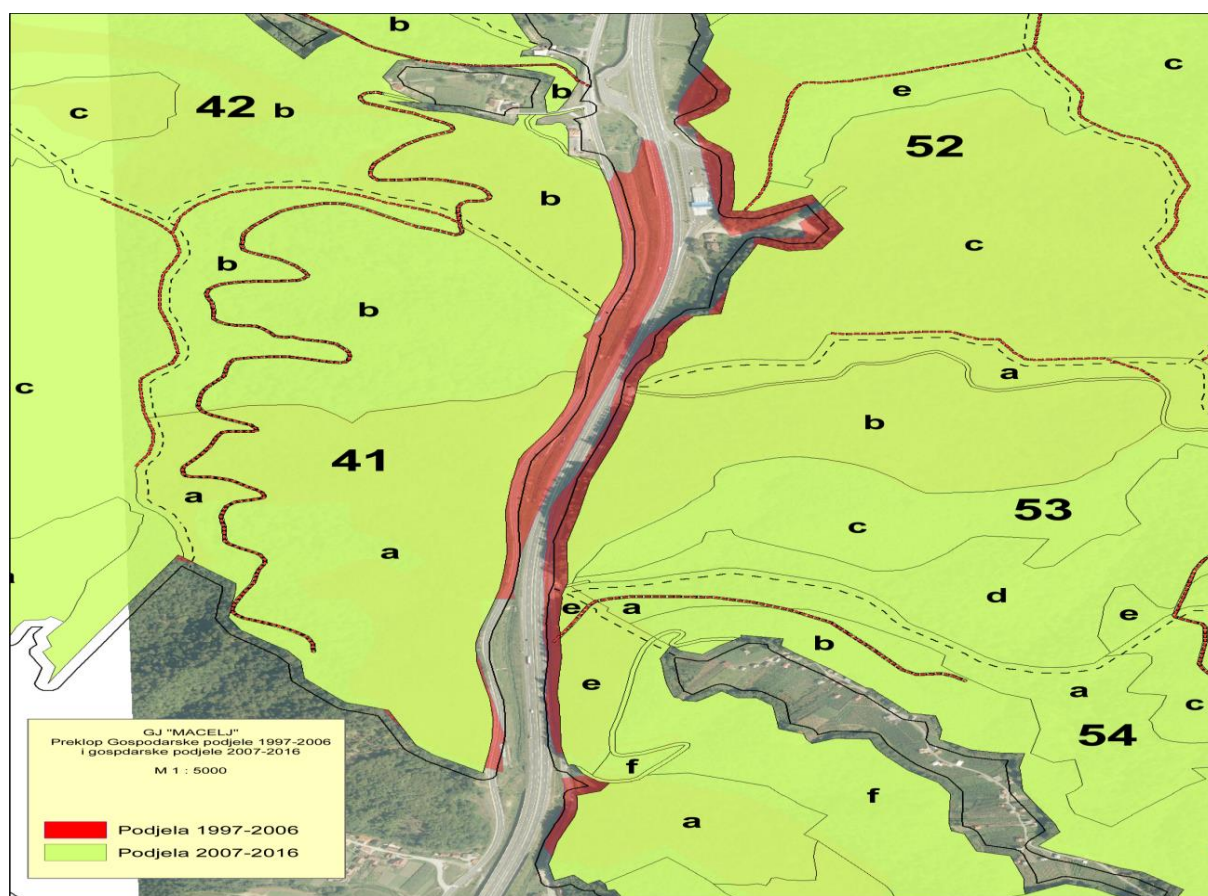 b
c
42
b
b
e
c
52
b
c
b
b
c
a
b
41
a
a
c
53
a
d
e
a
e
b
e
a
c
54
f
f
a
GJ "MACELJ"
Preklop Gospodarske podjele 1997-2006
i gospdarske podjele 2007-2016
M 1 : 5000
Podjela 1997-2006
Podjela 2007-2016